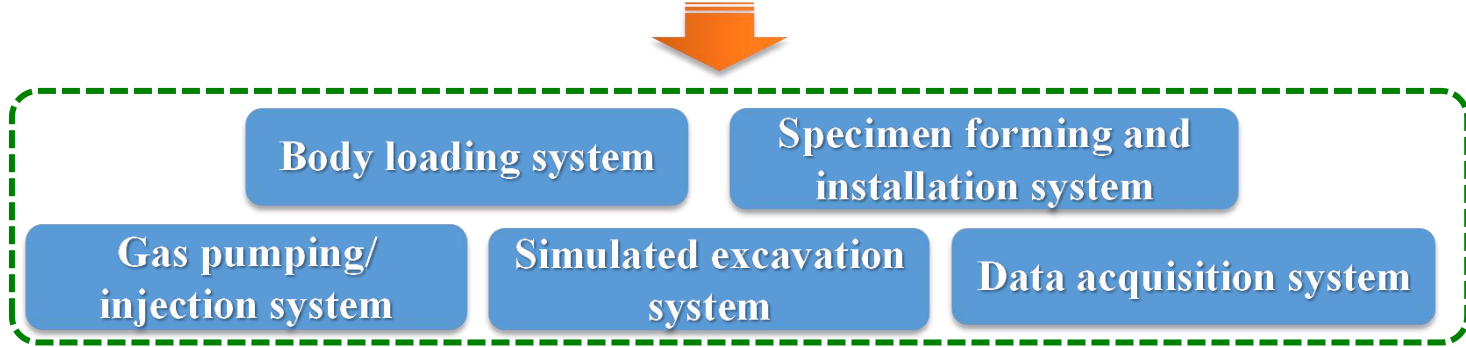 Body loading system
Specimen forming and
installation system
Gas pumping/
injection system
Simulated excavation
system
Data acquisition system